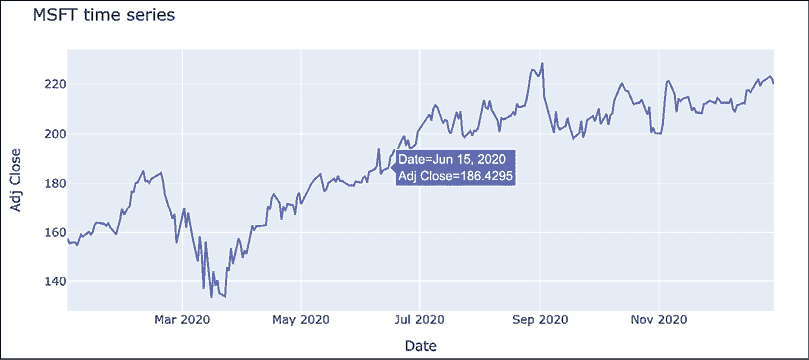 MSFT time series
220
200
180
160
140
Adj Close
Date=Jun 15, 2020
Adj Close=186.4295
Mar 2020
May 2020
Jul 2020
Sep 2020
Nov 2020
Date